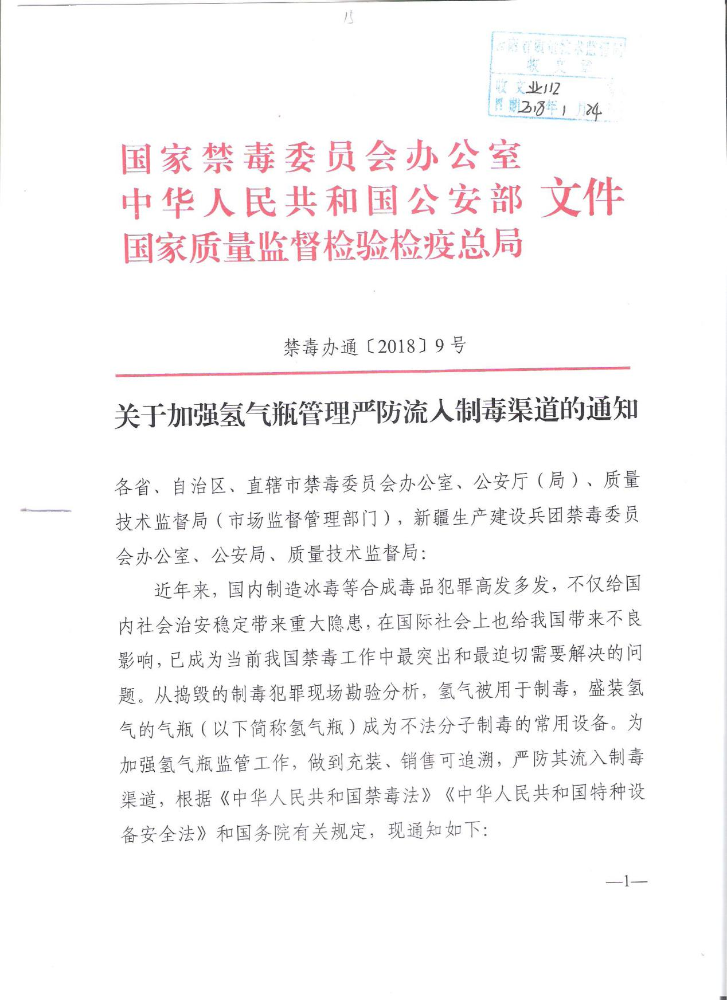 15
云南省质量技术监督局
收文章
收文业112
日期2018年1月24
国家禁毒委员会办公室
中华人民共和国公安部 文件
国家质量监督检验检疫总局
禁毒办通〔2018〕9号
关于加强氢气瓶管理严防流入制毒渠道的通知
各省、自治区、直辖市禁毒委员会办公室、公安厅（局）、质量
技术监督局（市场监督管理部门），新疆生产建设兵团禁毒委员
会办公室、公安局、质量技术监督局：
近年来，国内制造冰毒等合成毒品犯罪高发多发，不仅给国
内社会治安稳定带来重大隐患，在国际社会上也给我国带来不良
影响，已成为当前我国禁毒工作中最突出和最迫切需要解决的问
题。从捣毁的制毒犯罪现场勘验分析，氢气被用于制毒，盛装氢
气的气瓶（以下简称氢气瓶）成为不法分子制毒的常用设备。为
加强氢气瓶监管工作，做到充装、销售可追溯，严防其流入制毒
渠道，根据《中华人民共和国禁毒法》《中华人民共和国特种设
备安全法》和国务院有关规定，现通知如下：
—1—